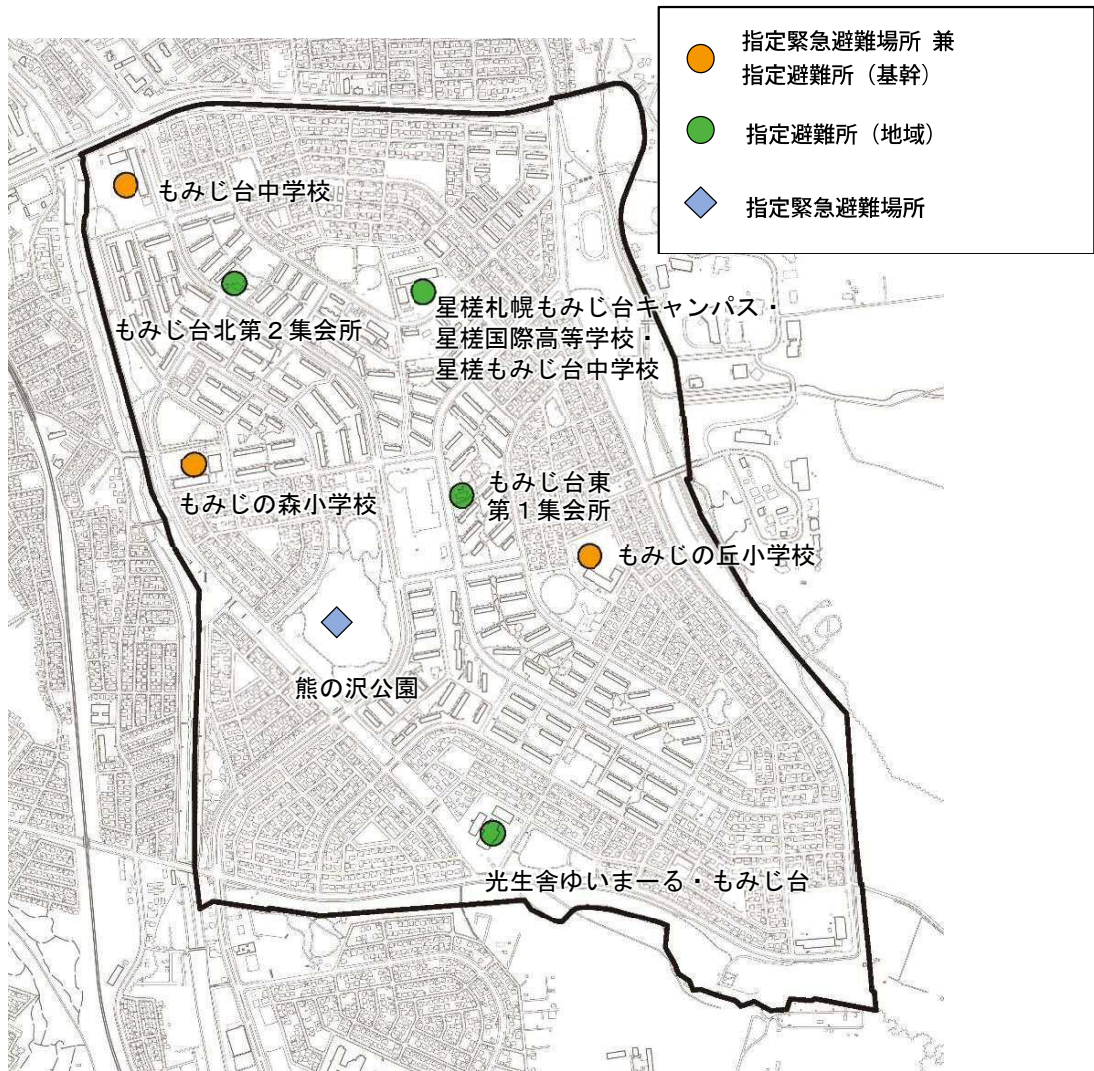 指定緊急避難場所 兼
指定避難所（基幹）
指定避難所（地域）
指定緊急避難場所
もみじ台中学校
もみじ台北第２集会所
星槎札幌もみじ台キャンパス・
星槎国際高等学校・
星槎もみじ台中学校
もみじの森小学校
もみじ台東
第１集会所
もみじの丘小学校
熊の沢公園
光生舎ゆいまーる・もみじ台